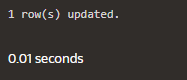 1 row(s) updated.
0.01 seconds